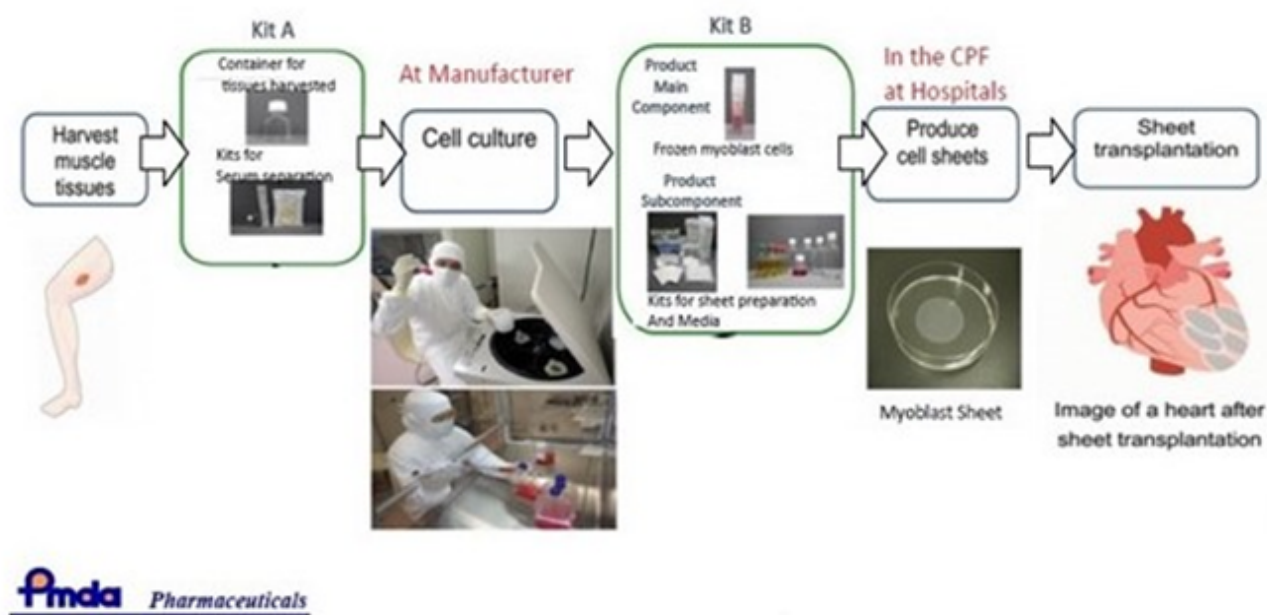 Kit A
Container for
tissues harvested
Kits for
Serum separation
Harvest
muscle
tissues
At Manufacturer
Cell culture
Kit B
Product
Main
Component
Frozen myoblast cells
Product
Subcomponent
Kits for sheet preparation
And Media
In the CPF
at Hospitals
Produce
cell sheets
Myoblast Sheet
Sheet
transplantation
Image of a heart after
sheet transplantation
Pmda Pharmaceuticals